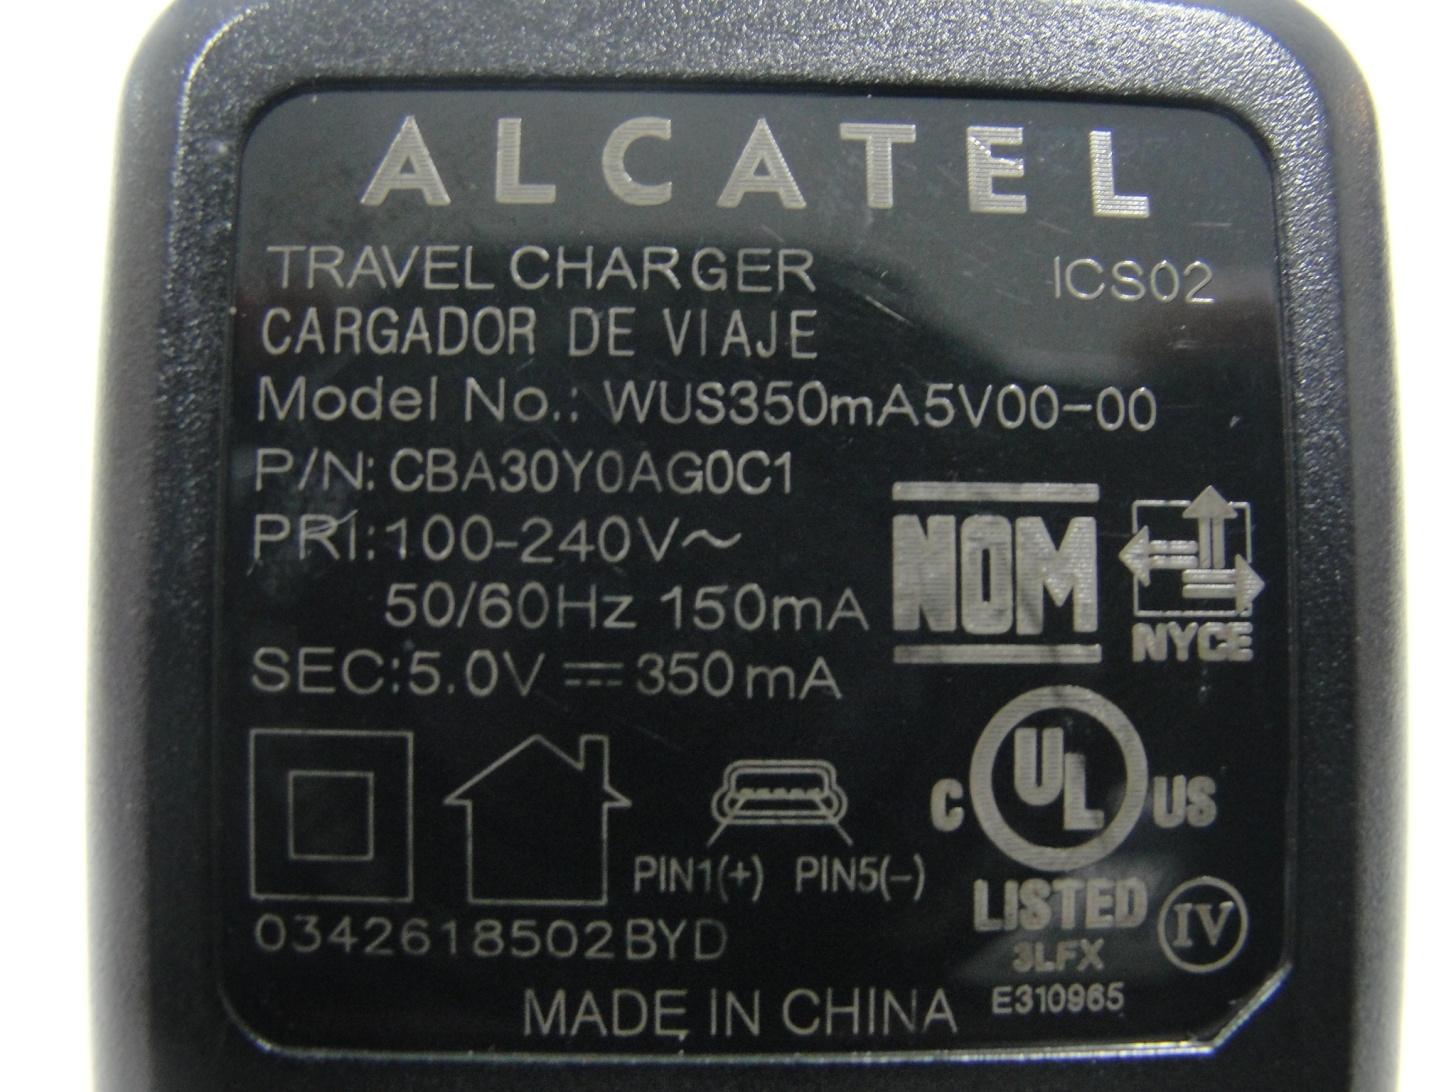 ALCATEL
TRAVEL CHARGER ICS02
CARGADOR DE VIAJE
Model No.: WUS350mA5V00-00
P/N: CBA30Y0AG0C1
PRI:100-240V~
50/60Hz 150mA
SEC:5.0V ⎓ 350mA
NOM
NYCE
C UL US
PIN1(+) PIN5(-)
LISTED IV
0342618502BYD
3LFX
E310965
MADE IN CHINA